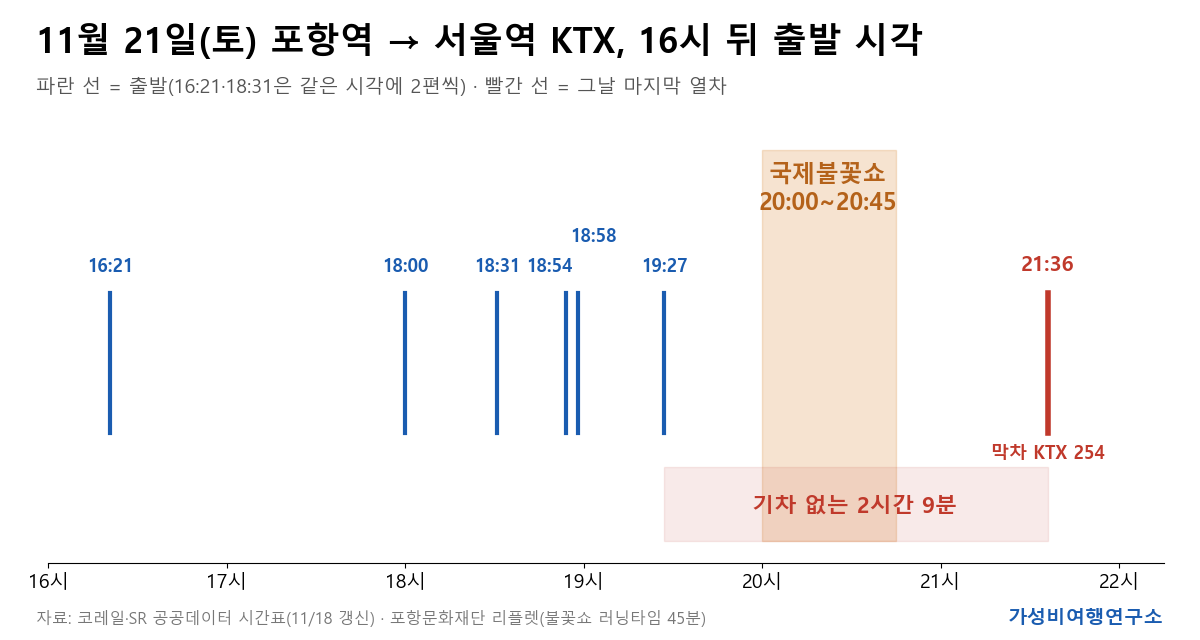 11월 21일(토) 포항역 → 서울역 KTX, 16시 뒤 출발 시각
파란 선 = 출발(16:21·18:31은 같은 시각에 2편씩) · 빨간 선 = 그날 마지막 열차
국제불꽃쇼
20:00~20:45
18:58
16:21
18:00
18:31
18:54
19:27
21:36
막차 KTX 254
기차 없는 2시간 9분
16시
17시
18시
19시
20시
21시
22시
자료: 코레일·SR 공공데이터 시간표(11/18 갱신) · 포항문화재단 리플렛(불꽃쇼 러닝타임 45분)
가성비여행연구소